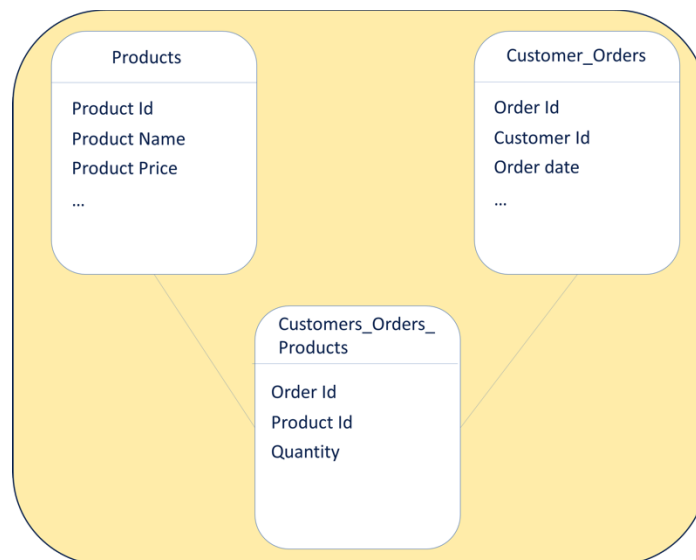 Products
Product Id
Product Name
Product Price
...
Customer_Orders
Order Id
Customer Id
Order date
...
Customers_Orders_
Products
Order Id
Product Id
Quantity